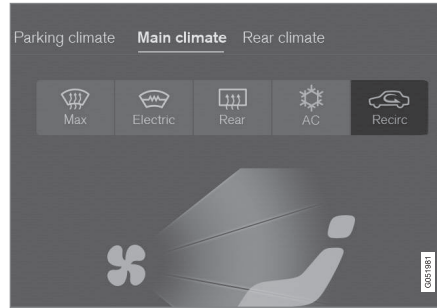 Parking climate Main climate Rear climate
Max Electric Rear AC Recirc
G051981